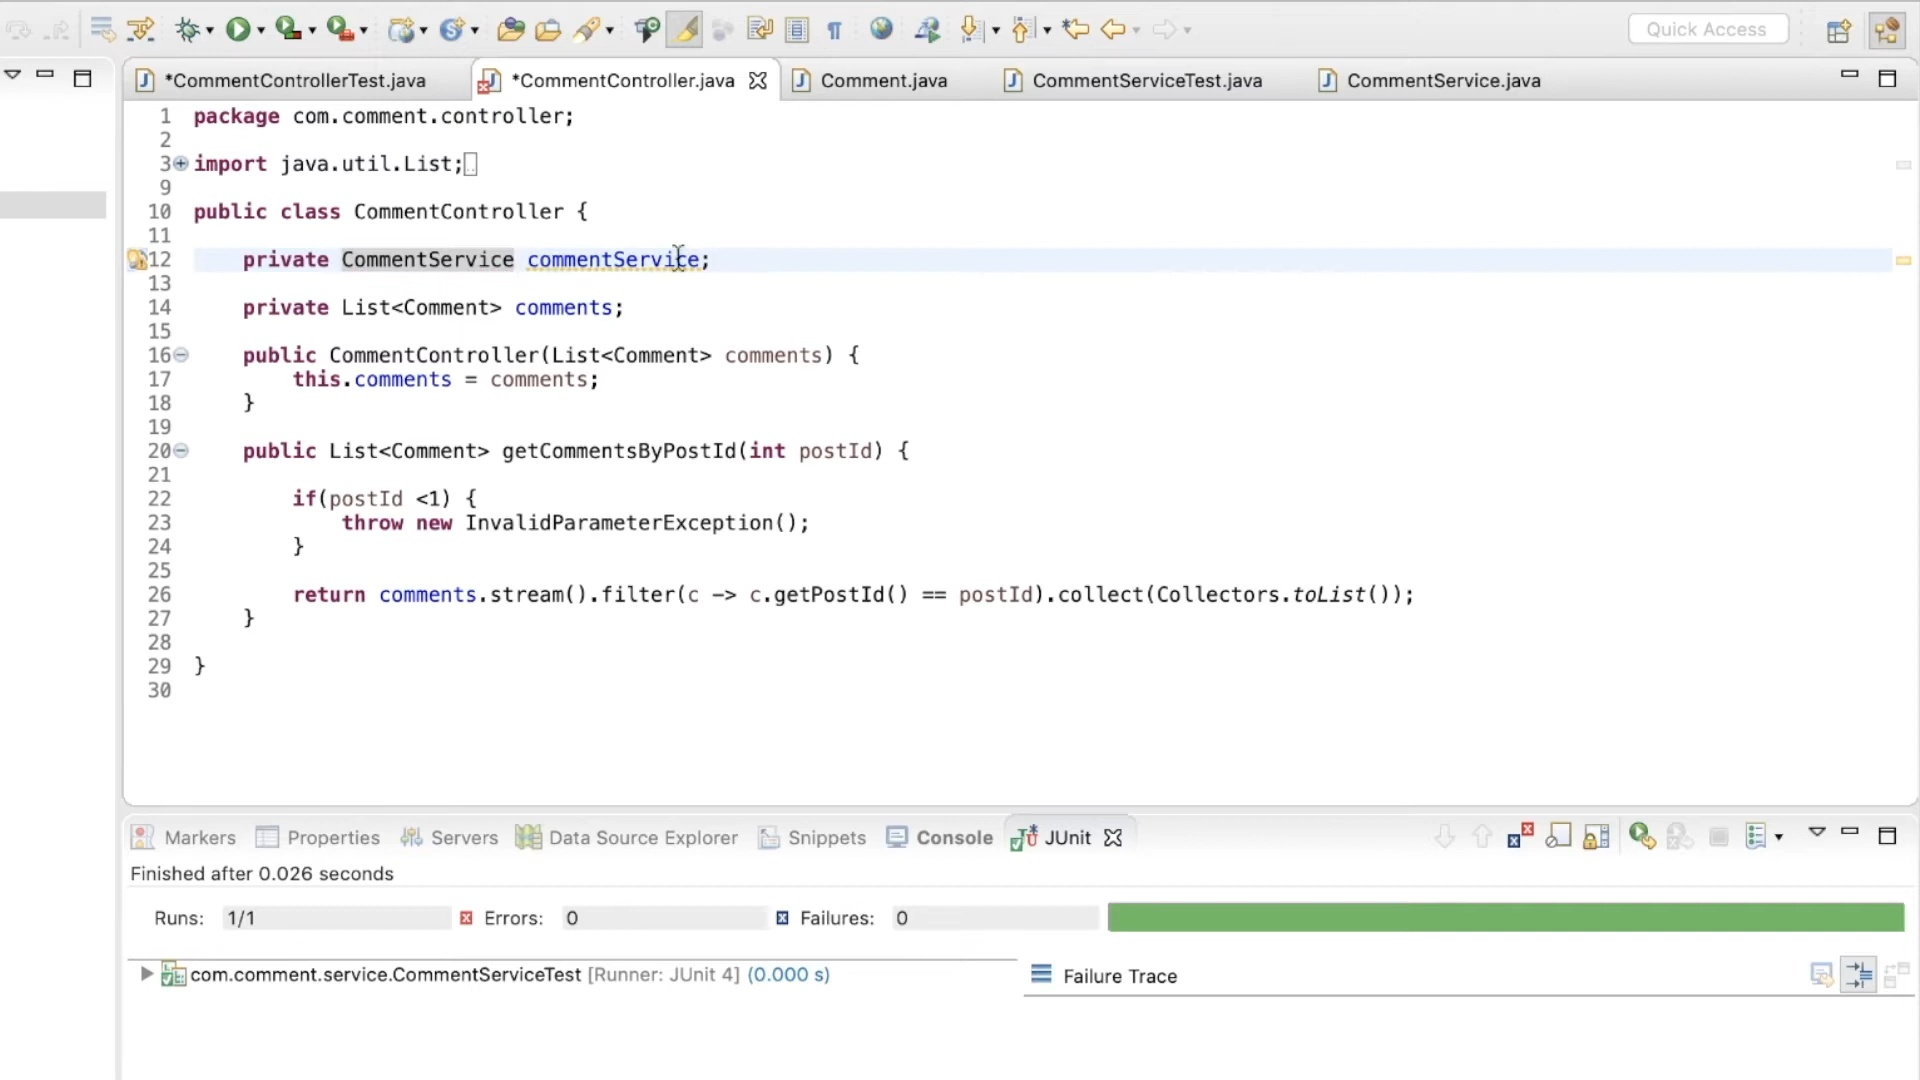 Quick Access
*CommentControllerTest.java
*CommentController.java
Comment.java
CommentServiceTest.java
CommentService.java
1 package com.comment.controller;
2
3 import java.util.List;
9
10 public class CommentController {
11
12     private CommentService commentService;
13
14     private List<Comment> comments;
15
16     public CommentController(List<Comment> comments) {
17         this.comments = comments;
18     }
19
20     public List<Comment> getCommentsByPostId(int postId) {
21
22         if(postId <1) {
23             throw new InvalidParameterException();
24         }
25
26         return comments.stream().filter(c -> c.getPostId() == postId).collect(Collectors.toList());
27     }
28
29 }
30
Markers Properties Servers Data Source Explorer Snippets Console JUnit
Finished after 0.026 seconds
Runs: 1/1 Errors: 0 Failures: 0
com.comment.service.CommentServiceTest [Runner: JUnit 4] (0.000 s)
Failure Trace